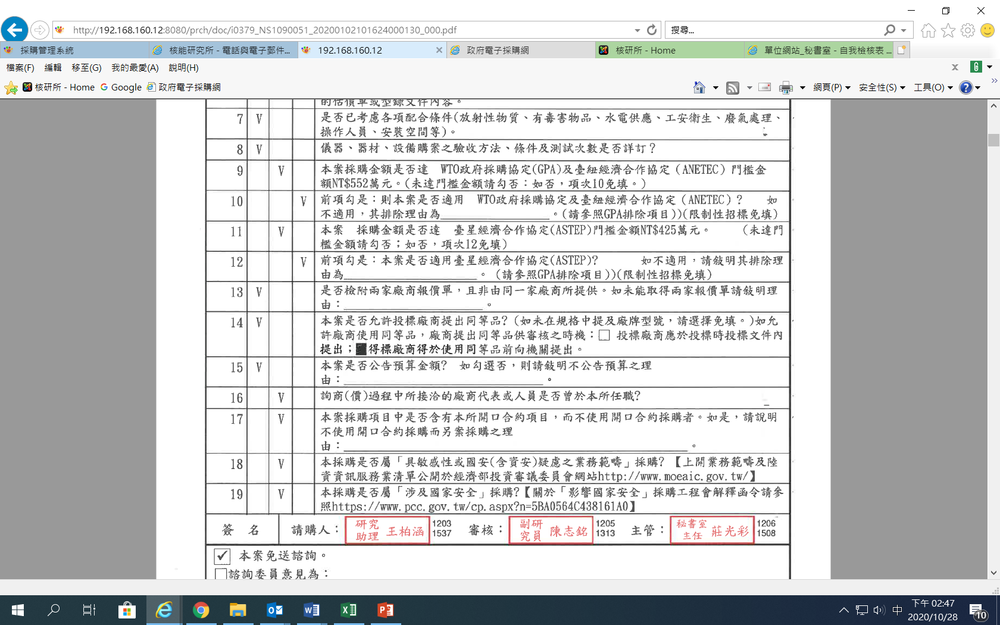 http://192.168.160.12:8080/prch/doc/i0379_NS1090051_20200102101624000130_000.pdf
搜尋...
採購管理系統
核能研究所 - 電話與電子郵件...
192.168.160.12
政府電子採購網
核研所 - Home
單位網站_秘書室 - 自我檢核表 ...
檔案(F) 編輯 移至(G) 我的最愛(A) 說明(H)
核研所 - Home Google 政府電子採購網
網頁(P) 安全性(S) 工具(O)
的估價單或型錄文件內容。
7 V 是否已考慮各項配合條件(放射性物質、有毒害物品、水電供應、工安衛生、廢氣處理、
操作人員、安裝空間等)。
8 V 儀器、器材、設備購案之驗收方法、條件及測試次數是否詳訂？
9 V 本案採購金額是否達 WTO政府採購協定(GPA)及臺紐經濟合作協定（ANETEC）門檻金
額NT$552萬元。(未達門檻金額請勾否：如否，項次10免填。)
10 V 前項勾是：則本案是否適用 WTO政府採購協定及臺紐經濟合作協定（ANETEC）？ 如
不適用，其排除理由為＿＿＿＿＿＿＿＿。(請參照GPA排除項目))(限制性招標免填)
11 V 本案 採購金額是否達 臺星經濟合作協定(ASTEP)門檻金額NT$425萬元。 （未達門
檻金額請勾否；如否，項次12免填)
12 V 前項勾是：本案是否適用臺星經濟合作協定(ASTEP)? 如不適用，請敍明其排除理
由為＿＿＿＿＿＿＿＿＿＿。（請參照GPA排除項目))(限制性招標免填)
13 V 是否檢附兩家廠商報價單，且非由同一家廠商所提供。如未能取得兩家報價單請敍明理
由：＿＿＿＿＿＿＿＿＿＿。
14 V 本案是否允許投標廠商提出同等品?（如未在規格中提及廠牌型號，請選擇免填。)如允
許廠商使用同等品，廠商提出同等品供審核之時機：□ 投標廠商應於投標時投標文件內
提出；■得標廠商得於使用同等品前向機關提出。
15 V 本案是否公告預算金額? 如勾選否，則請敍明不公告預算之理
由：＿＿＿＿＿＿＿＿＿＿＿＿＿＿。
16 V 詢商(價)過程中所接洽的廠商代表或人員是否曾於本所任職?
17 V 本案採購項目中是否含有本所開口合約項目，而不使用開口合約採購者。如是，請說明
不使用開口合約採購而另案採購之理
由：＿＿＿＿＿＿＿＿＿＿＿＿＿＿＿＿＿＿＿＿＿＿＿＿。
18 V 本採購是否屬「具敏感性或國安(含資安)疑慮之業務範疇」採購? 【上開業務範疇及陸
資資訊服務業清單公開於經濟部投資審議委員會網站http://www.moeaic.gov.tw/】
19 V 本採購是否屬「涉及國家安全」採購?【關於「影響國家安全」採購工程會解釋函令請參
照https://www.pcc.gov.tw/cp.aspx?n=5BA0564C438161A0】
簽 名 請購人： 研究助理 王柏涵 1203 1537 審核： 副研究員 陳志銘 1205 1313 主管： 秘書室主任 莊光彩 1206 1508
✓ 本案免送諮詢。
□諮詢委員意見為：
中
下午 02:47
2020/10/28
10